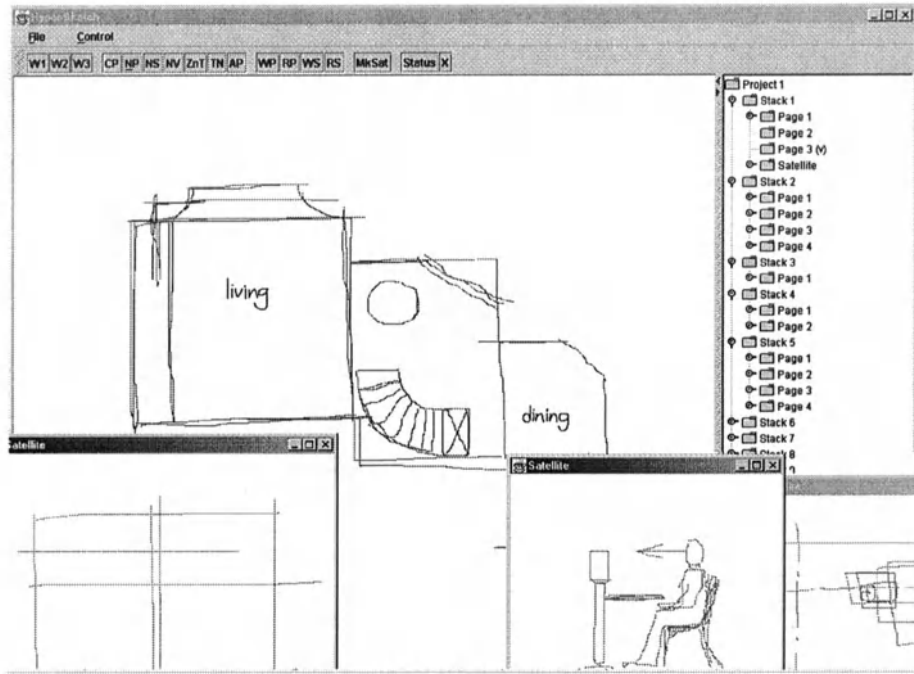 HyperSketch
File Control
W1 W2 W3 CP NP NS NV ZnT TN AP WP RP WS RS MkSat Status X
Project 1
Stack 1
Page 1
Page 2
Page 3 (v)
Satellite
Stack 2
Page 1
Page 2
Page 3
Page 4
Stack 3
Page 1
Stack 4
Page 1
Page 2
Stack 5
Page 1
Page 2
Page 3
Page 4
Stack 6
Stack 7
Stack 8
living
dining
Satellite
Satellite